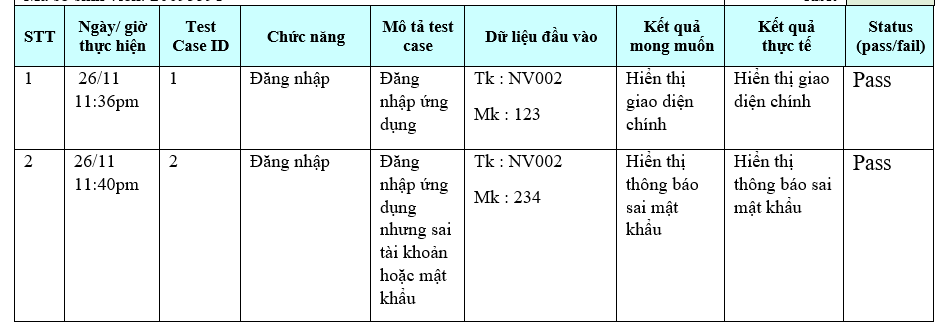 STT
Ngày/ giờ
thực hiện
Test
Case ID
Chức năng
Mô tả test
case
Dữ liệu đầu vào
Kết quả
mong muốn
Kết quả
thực tế
Status
(pass/fail)
1
26/11
11:36pm
1
Đăng nhập
Đăng
nhập ứng
dụng
Tk : NV002
Mk : 123
Hiển thị
giao diện
chính
Hiển thị giao
diện chính
Pass
2
26/11
11:40pm
2
Đăng nhập
Đăng
nhập ứng
dụng
nhưng sai
tài khoản
hoặc mật
khẩu
Tk : NV002
Mk : 234
Hiển thị
thông báo
sai mật
khẩu
Hiển thị
thông báo sai
mật khẩu
Pass